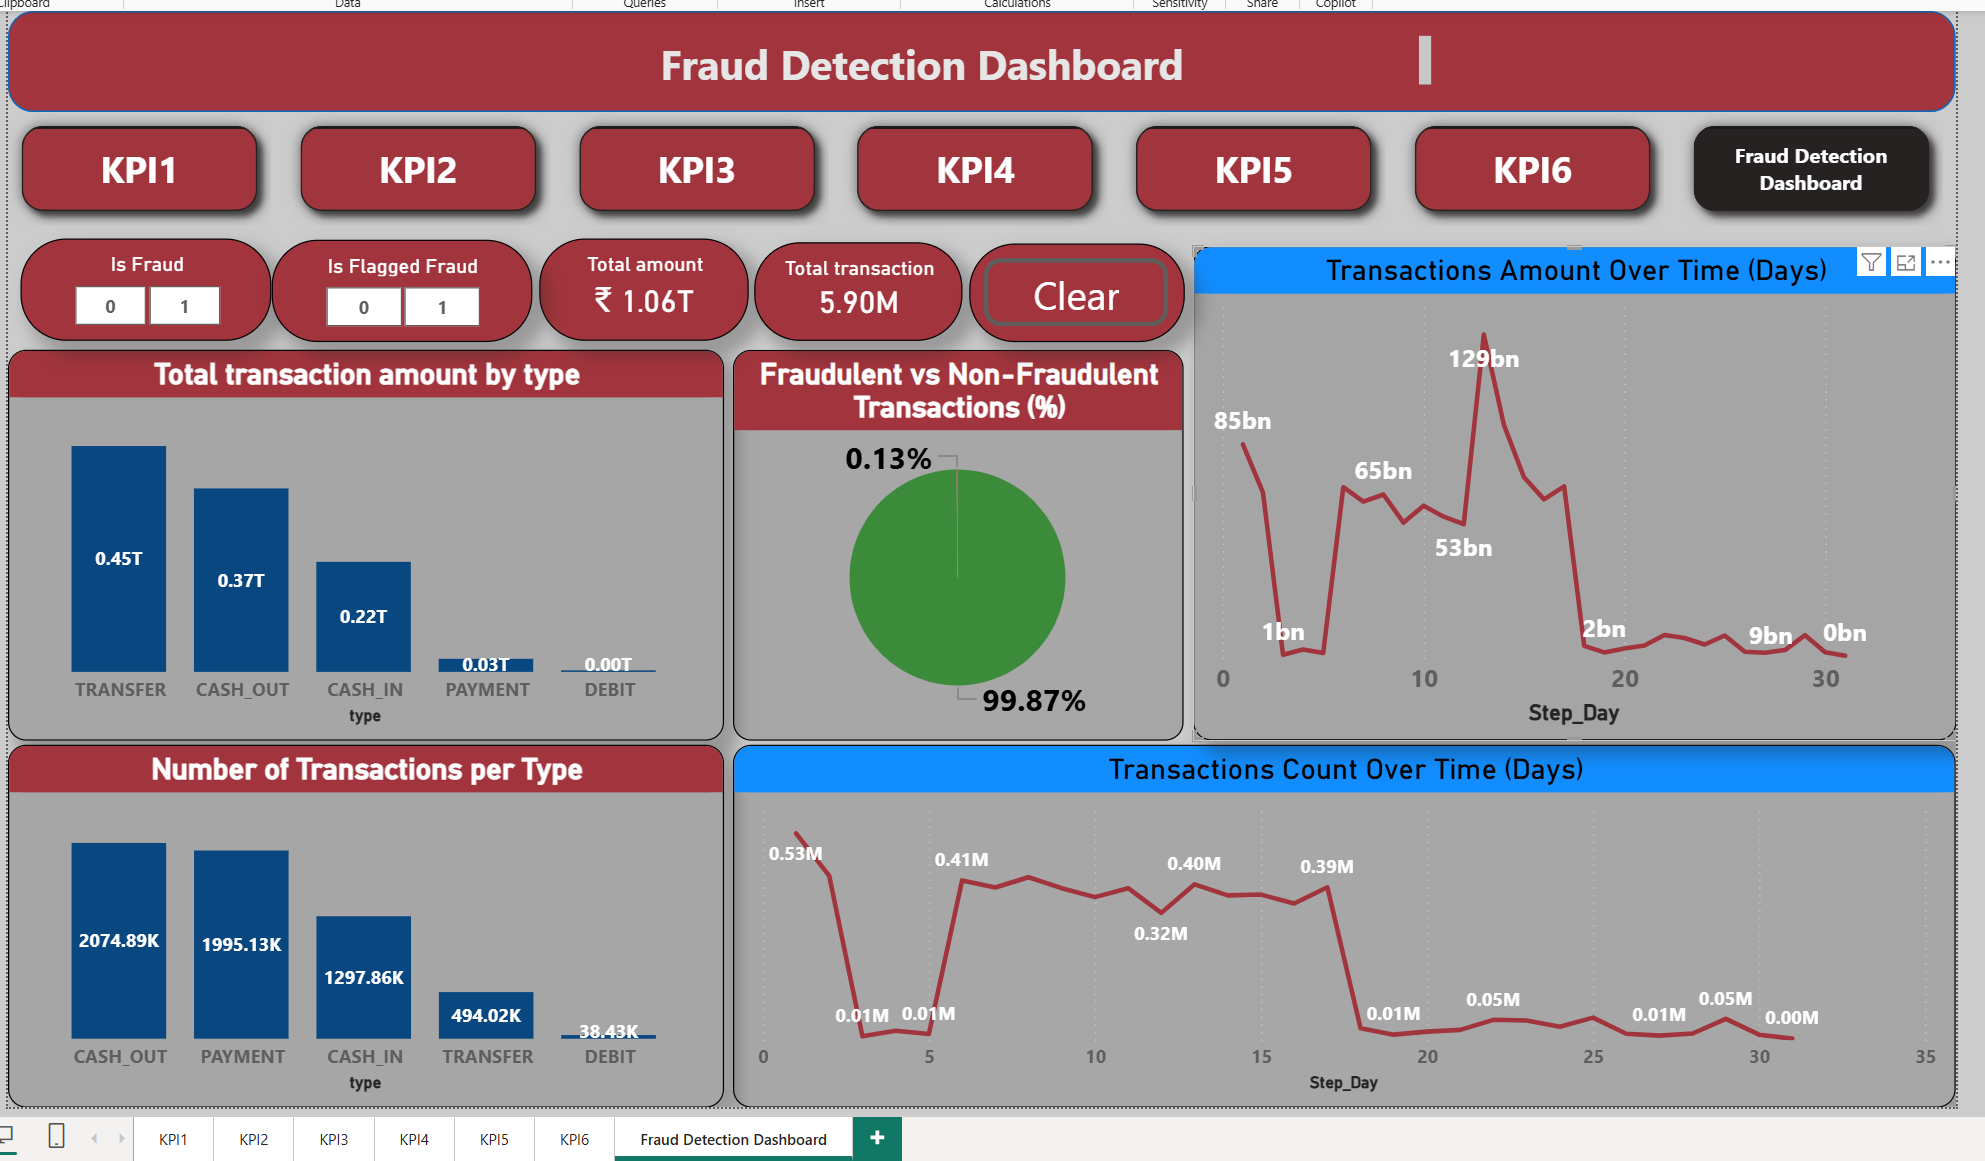 Clipboard
Data
Queries
Insert
Calculations
Sensitivity
Share
Copilot
Fraud Detection Dashboard
KPI1
KPI2
KPI3
KPI4
KPI5
KPI6
Fraud Detection
Dashboard
Is Fraud
0
1
Is Flagged Fraud
0
1
Total amount
₹ 1.06T
Total transaction
5.90M
Clear
Transactions Amount Over Time (Days)
85bn
1bn
65bn
53bn
129bn
2bn
9bn
0bn
0
10
20
30
Step_Day
Total transaction amount by type
0.45T
0.37T
0.22T
0.03T
0.00T
TRANSFER
CASH_OUT
CASH_IN
PAYMENT
DEBIT
type
Fraudulent vs Non-Fraudulent
Transactions (%)
0.13%
99.87%
Number of Transactions per Type
2074.89K
1995.13K
1297.86K
494.02K
38.43K
CASH_OUT
PAYMENT
CASH_IN
TRANSFER
DEBIT
type
Transactions Count Over Time (Days)
0.53M
0.01M
0.01M
0.41M
0.32M
0.40M
0.39M
0.01M
0.05M
0.01M
0.05M
0.00M
0
5
10
15
20
25
30
35
Step_Day
KPI1
KPI2
KPI3
KPI4
KPI5
KPI6
Fraud Detection Dashboard